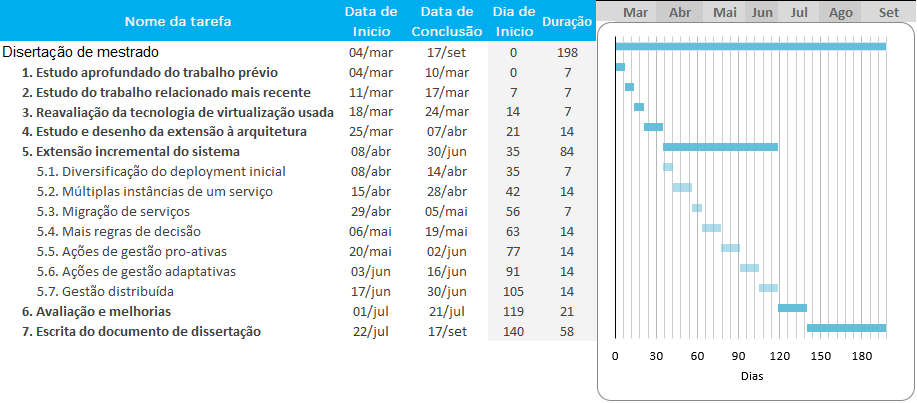 Nome da tarefa Data de Inicio Data de Conclusão Dia de Inicio Duração Mar Abr Mai Jun Jul Ago Set
Disertação de mestrado 04/mar 17/set 0 198
1. Estudo aprofundado do trabalho prévio 04/mar 10/mar 0 7
2. Estudo do trabalho relacionado mais recente 11/mar 17/mar 7 7
3. Reavaliação da tecnologia de virtualização usada 18/mar 24/mar 14 7
4. Estudo e desenho da extensão à arquitetura 25/mar 07/abr 21 14
5. Extensão incremental do sistema 08/abr 30/jun 35 84
5.1. Diversificação do deployment inicial 08/abr 14/abr 35 7
5.2. Múltiplas instâncias de um serviço 15/abr 28/abr 42 14
5.3. Migração de serviços 29/abr 05/mai 56 7
5.4. Mais regras de decisão 06/mai 19/mai 63 14
5.5. Ações de gestão pro-ativas 20/mai 02/jun 77 14
5.6. Ações de gestão adaptativas 03/jun 16/jun 91 14
5.7. Gestão distribuída 17/jun 30/jun 105 14
6. Avaliação e melhorias 01/jul 21/jul 119 21
7. Escrita do documento de dissertação 22/jul 17/set 140 58
0 30 60 90 120 150 180
Dias